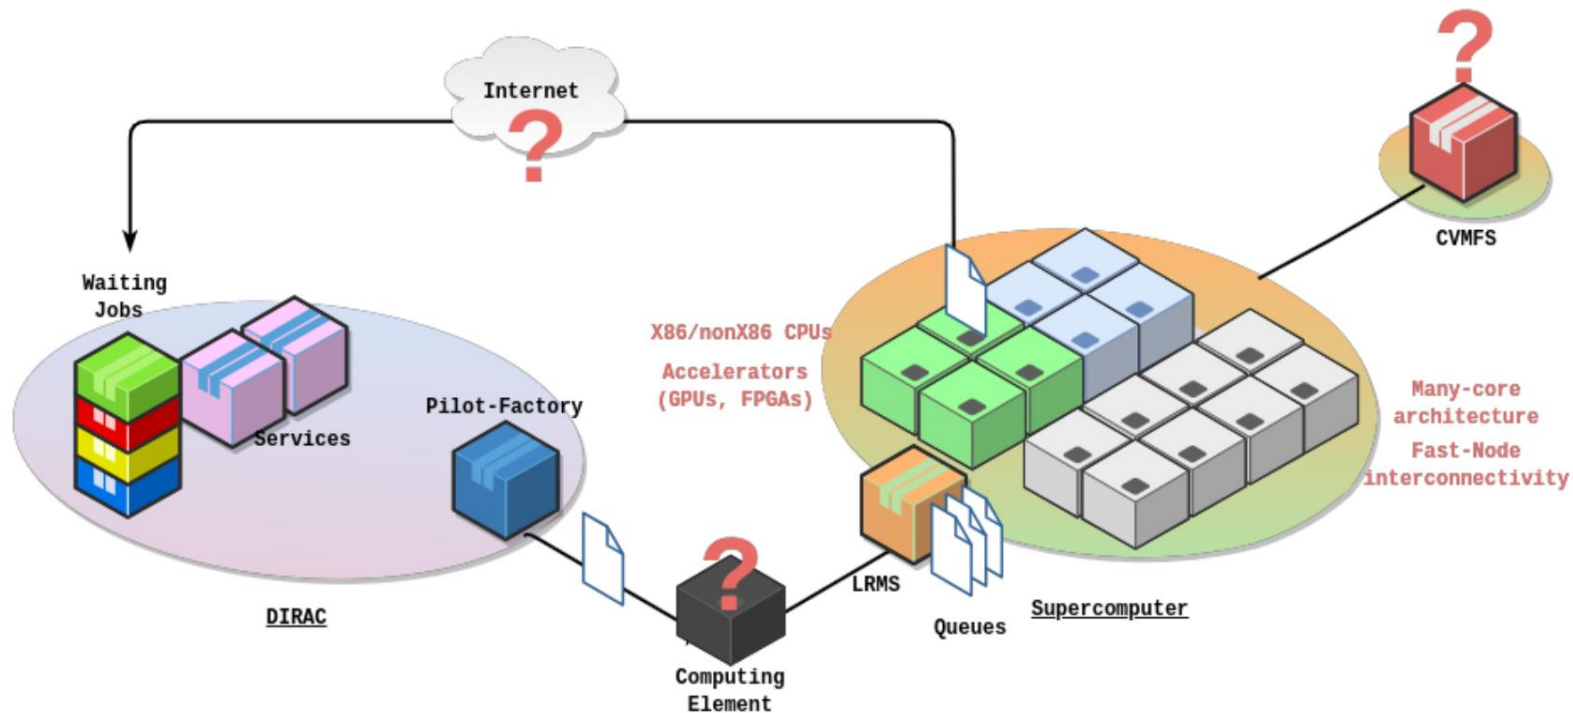 ?
Internet
?
CVMFS
Waiting
Jobs
Services
Pilot-Factory
X86/nonX86 CPUs
Accelerators
(GPUs, FPGAs)
Many-core
architecture
Fast-Node
interconnectivity
DIRAC
?
Computing
Element
LRMS
Queues
Supercomputer